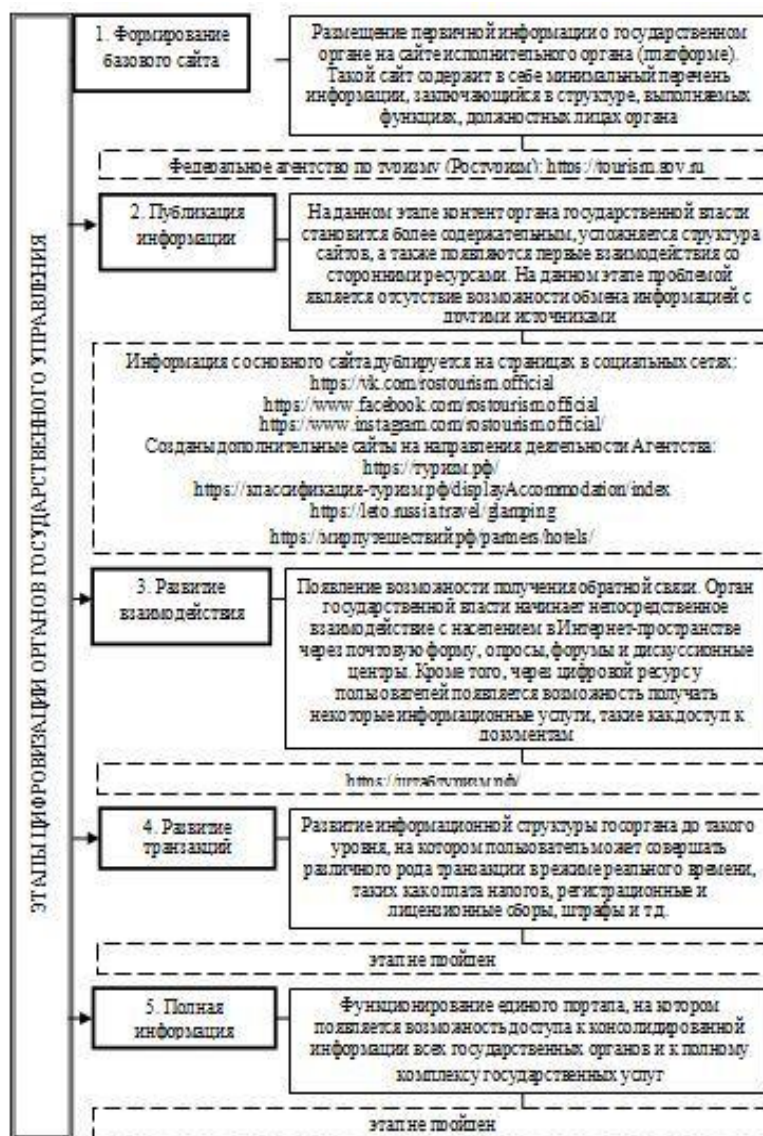 ЭТАПЫ ЦИФРОВИЗАЦИИ ОРГАНОВ ГОСУДАРСТВЕННОГО УПРАВЛЕНИЯ
1. Формирование
базового сайта
Размещение первичной информации о государственном
органе на сайте исполнительного органа (платформе).
Такой сайт содержит в себе минимальный перечень
информации, заключающийся в структуре, выполняемых
функциях, должностных лицах органа
Федеральное агентство по туризму (Ростуризм): https://tourism.gov.ru
2. Публикация
информации
На данном этапе контент органа государственной власти
становится более содержательным, усложняется структура
сайтов, а также появляются первые взаимодействия со
сторонними ресурсами. На данном этапе проблемой
является отсутствие возможности обмена информацией с
другими источниками
Информация с основного сайта дублируется на страницах в социальных сетях:
https://vk.com/rostourism.official
https://www.facebook.com/rostourismofficial
https://www.instagram.com/rostourismofficial/
Созданы дополнительные сайты на направления деятельности Агентства:
https://туризм.рф/
https://классификация-туризм.рф/displayAccommodation/index
https://leto.russia.travel/glamping
https://мирпутешествий.рф/partners/hotels/
3. Развитие
взаимодействия
Появление возможности получения обратной связи. Орган
государственной власти начинает непосредственное
взаимодействие с населением в Интернет-пространстве
через почтовую форму, опросы, форумы и дискуссионные
центры. Кроме того, через цифровой ресурс у
пользователей появляется возможность получать
некоторые информационные услуги, такие как доступ к
документам
https://штабтуризм.рф/
4. Развитие
транзакций
Развитие информационной структуры госоргана до такого
уровня, на котором пользователь может совершать
различного рода транзакции в режиме реального времени,
таких как оплата налогов, регистрационные и
лицензионные сборы, штрафы и т.д.
этап не пройден
5. Полная
информация
Функционирование единого портала, на котором
появляется возможность доступа к консолидированной
информации всех государственных органов и к полному
комплексу государственных услуг
этап не пройден